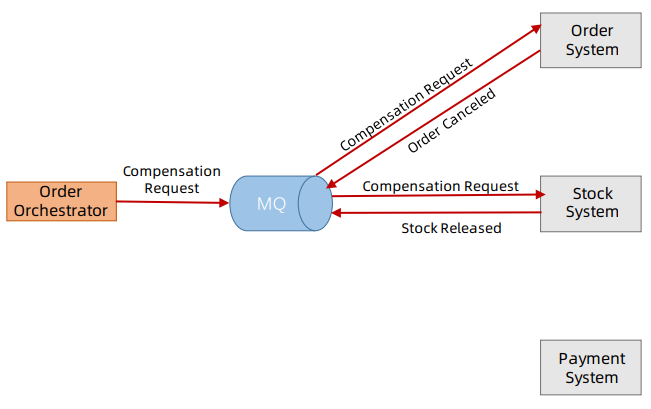 Order
System
Compensation Request
Order Canceled
Compensation
Request
Order
Orchestrator
MQ
Compensation Request
Stock
System
Stock Released
Payment
System